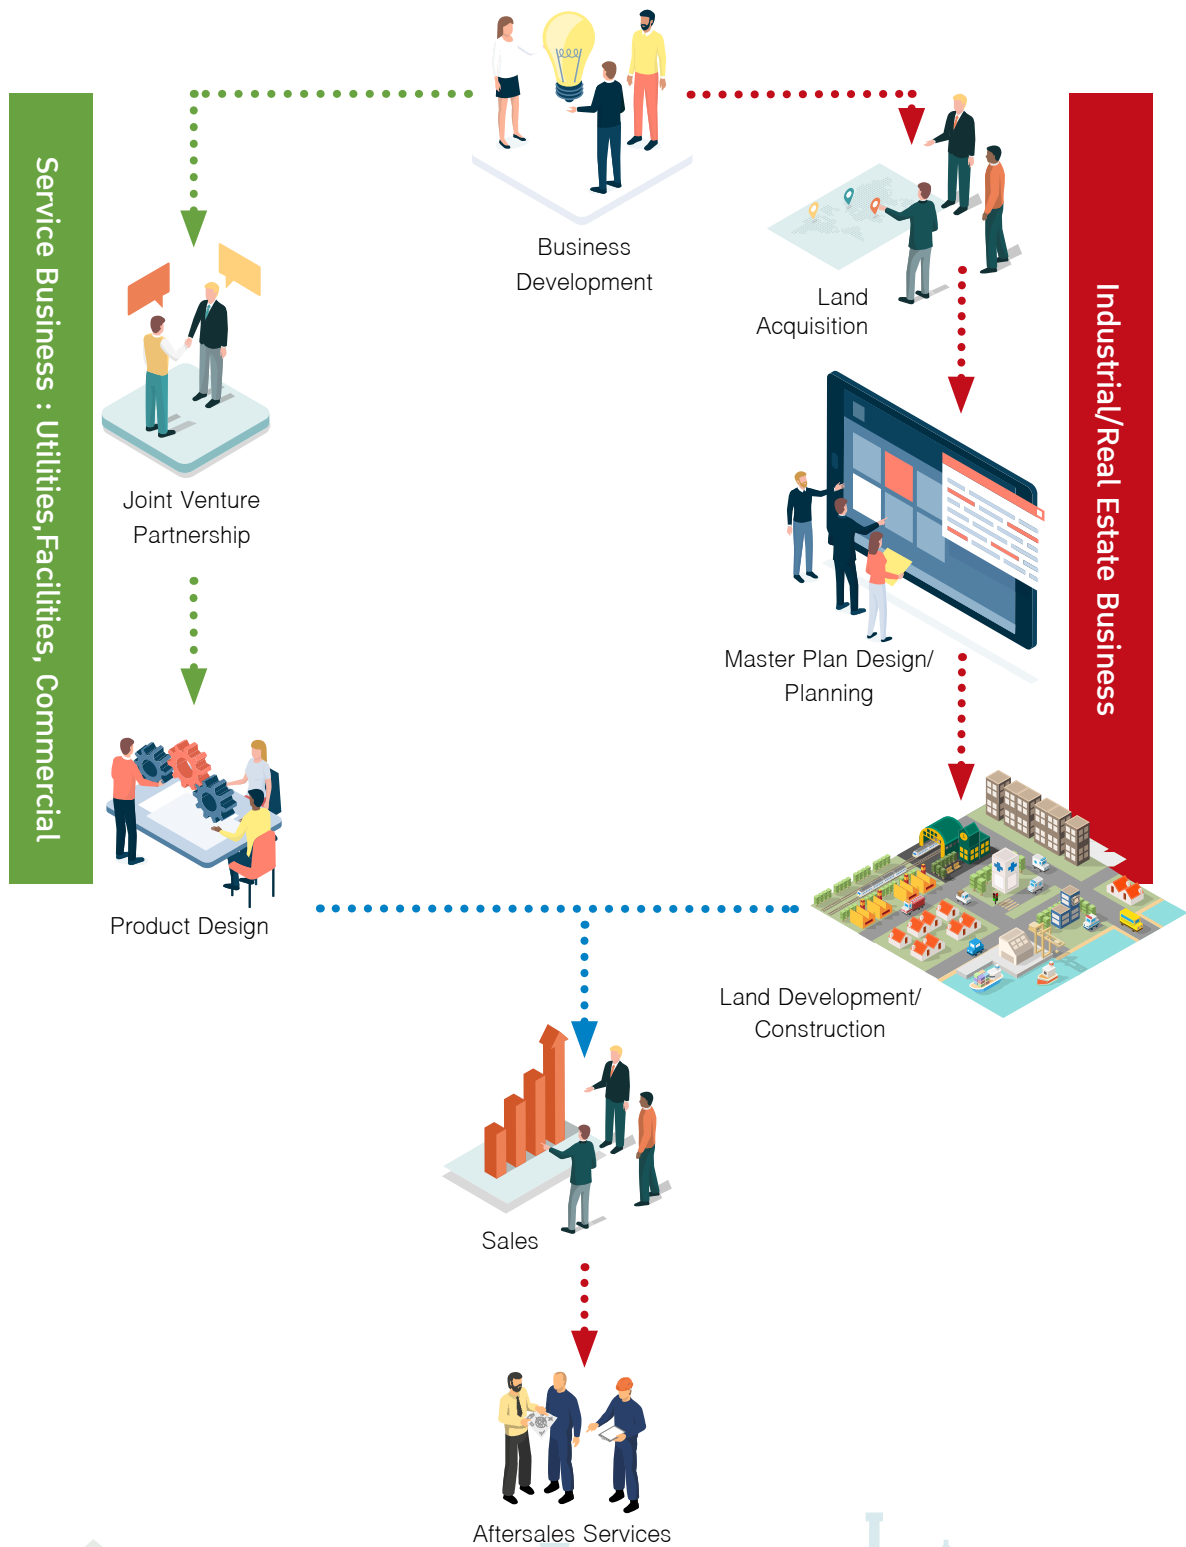 Service Business : Utilities,Facilities, Commercial
Business
Development
Land
Acquisition
Industrial/Real Estate Business
Joint Venture
Partnership
Master Plan Design/
Planning
Product Design
Land Development/
Construction
Sales
Aftersales Services